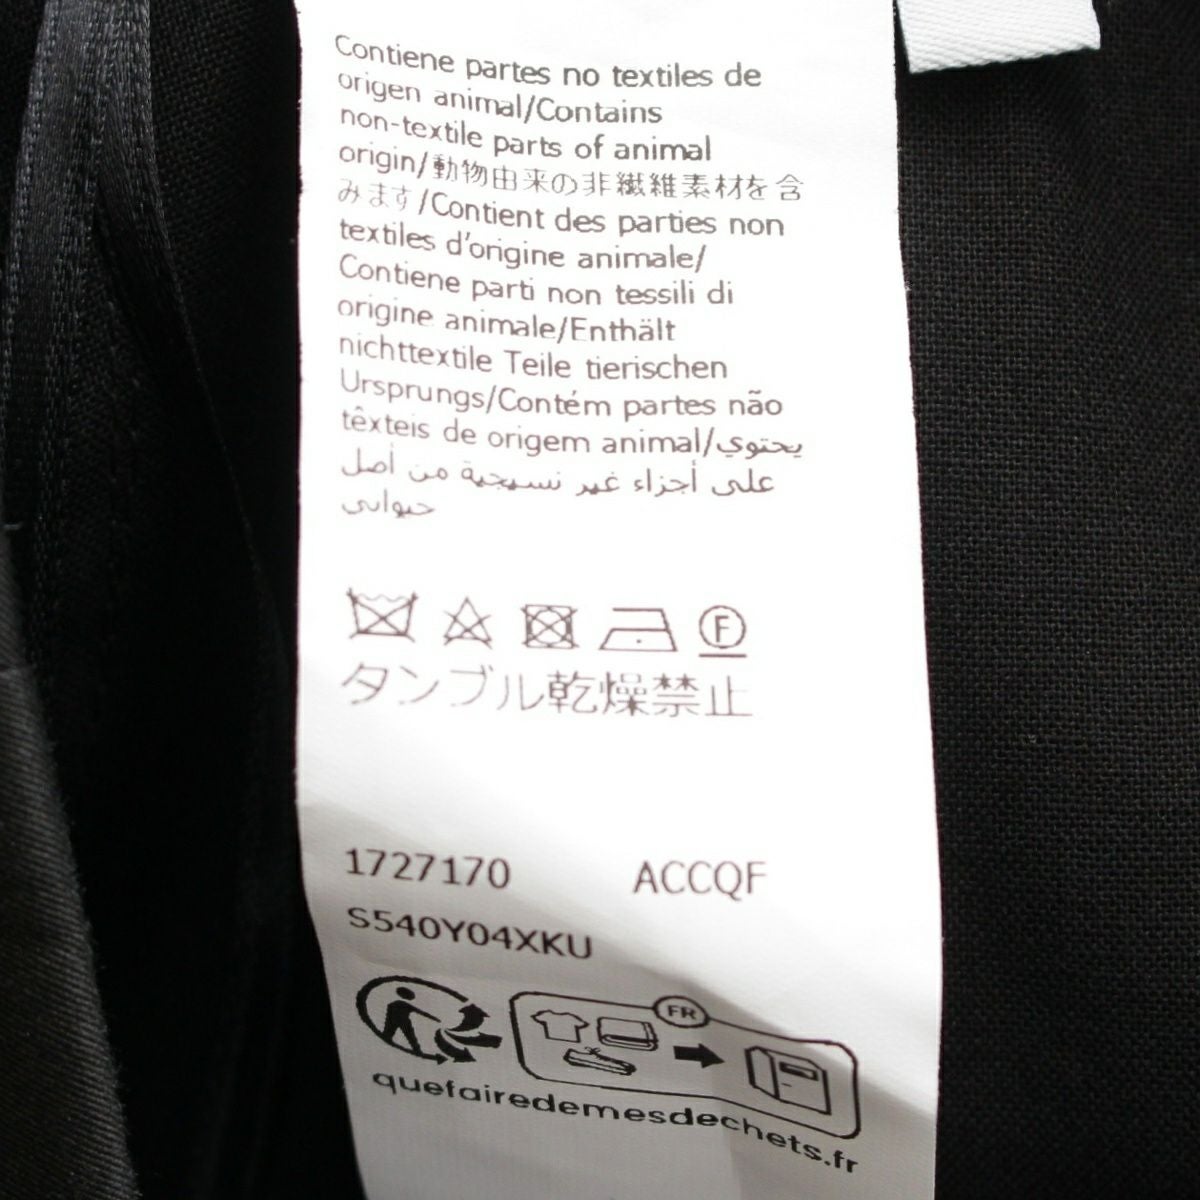 Contiene partes no textiles de
origen animal/Contains
non-textile parts of animal
origin/動物由来の非繊維素材を含
みます/Contient des parties non
textiles d'origine animale/
Contiene parti non tessili di
origine animale/Enthält
nichttextile Teile tierischen
Ursprungs/Contém partes não
têxteis de origem animal/يحتوي
على أجزاء غير نسيجية من أصل
حيواني
F
タンブル乾燥禁止
1727170 ACCQF
S540Y04XKU
FR
quefairedemesdechets.fr